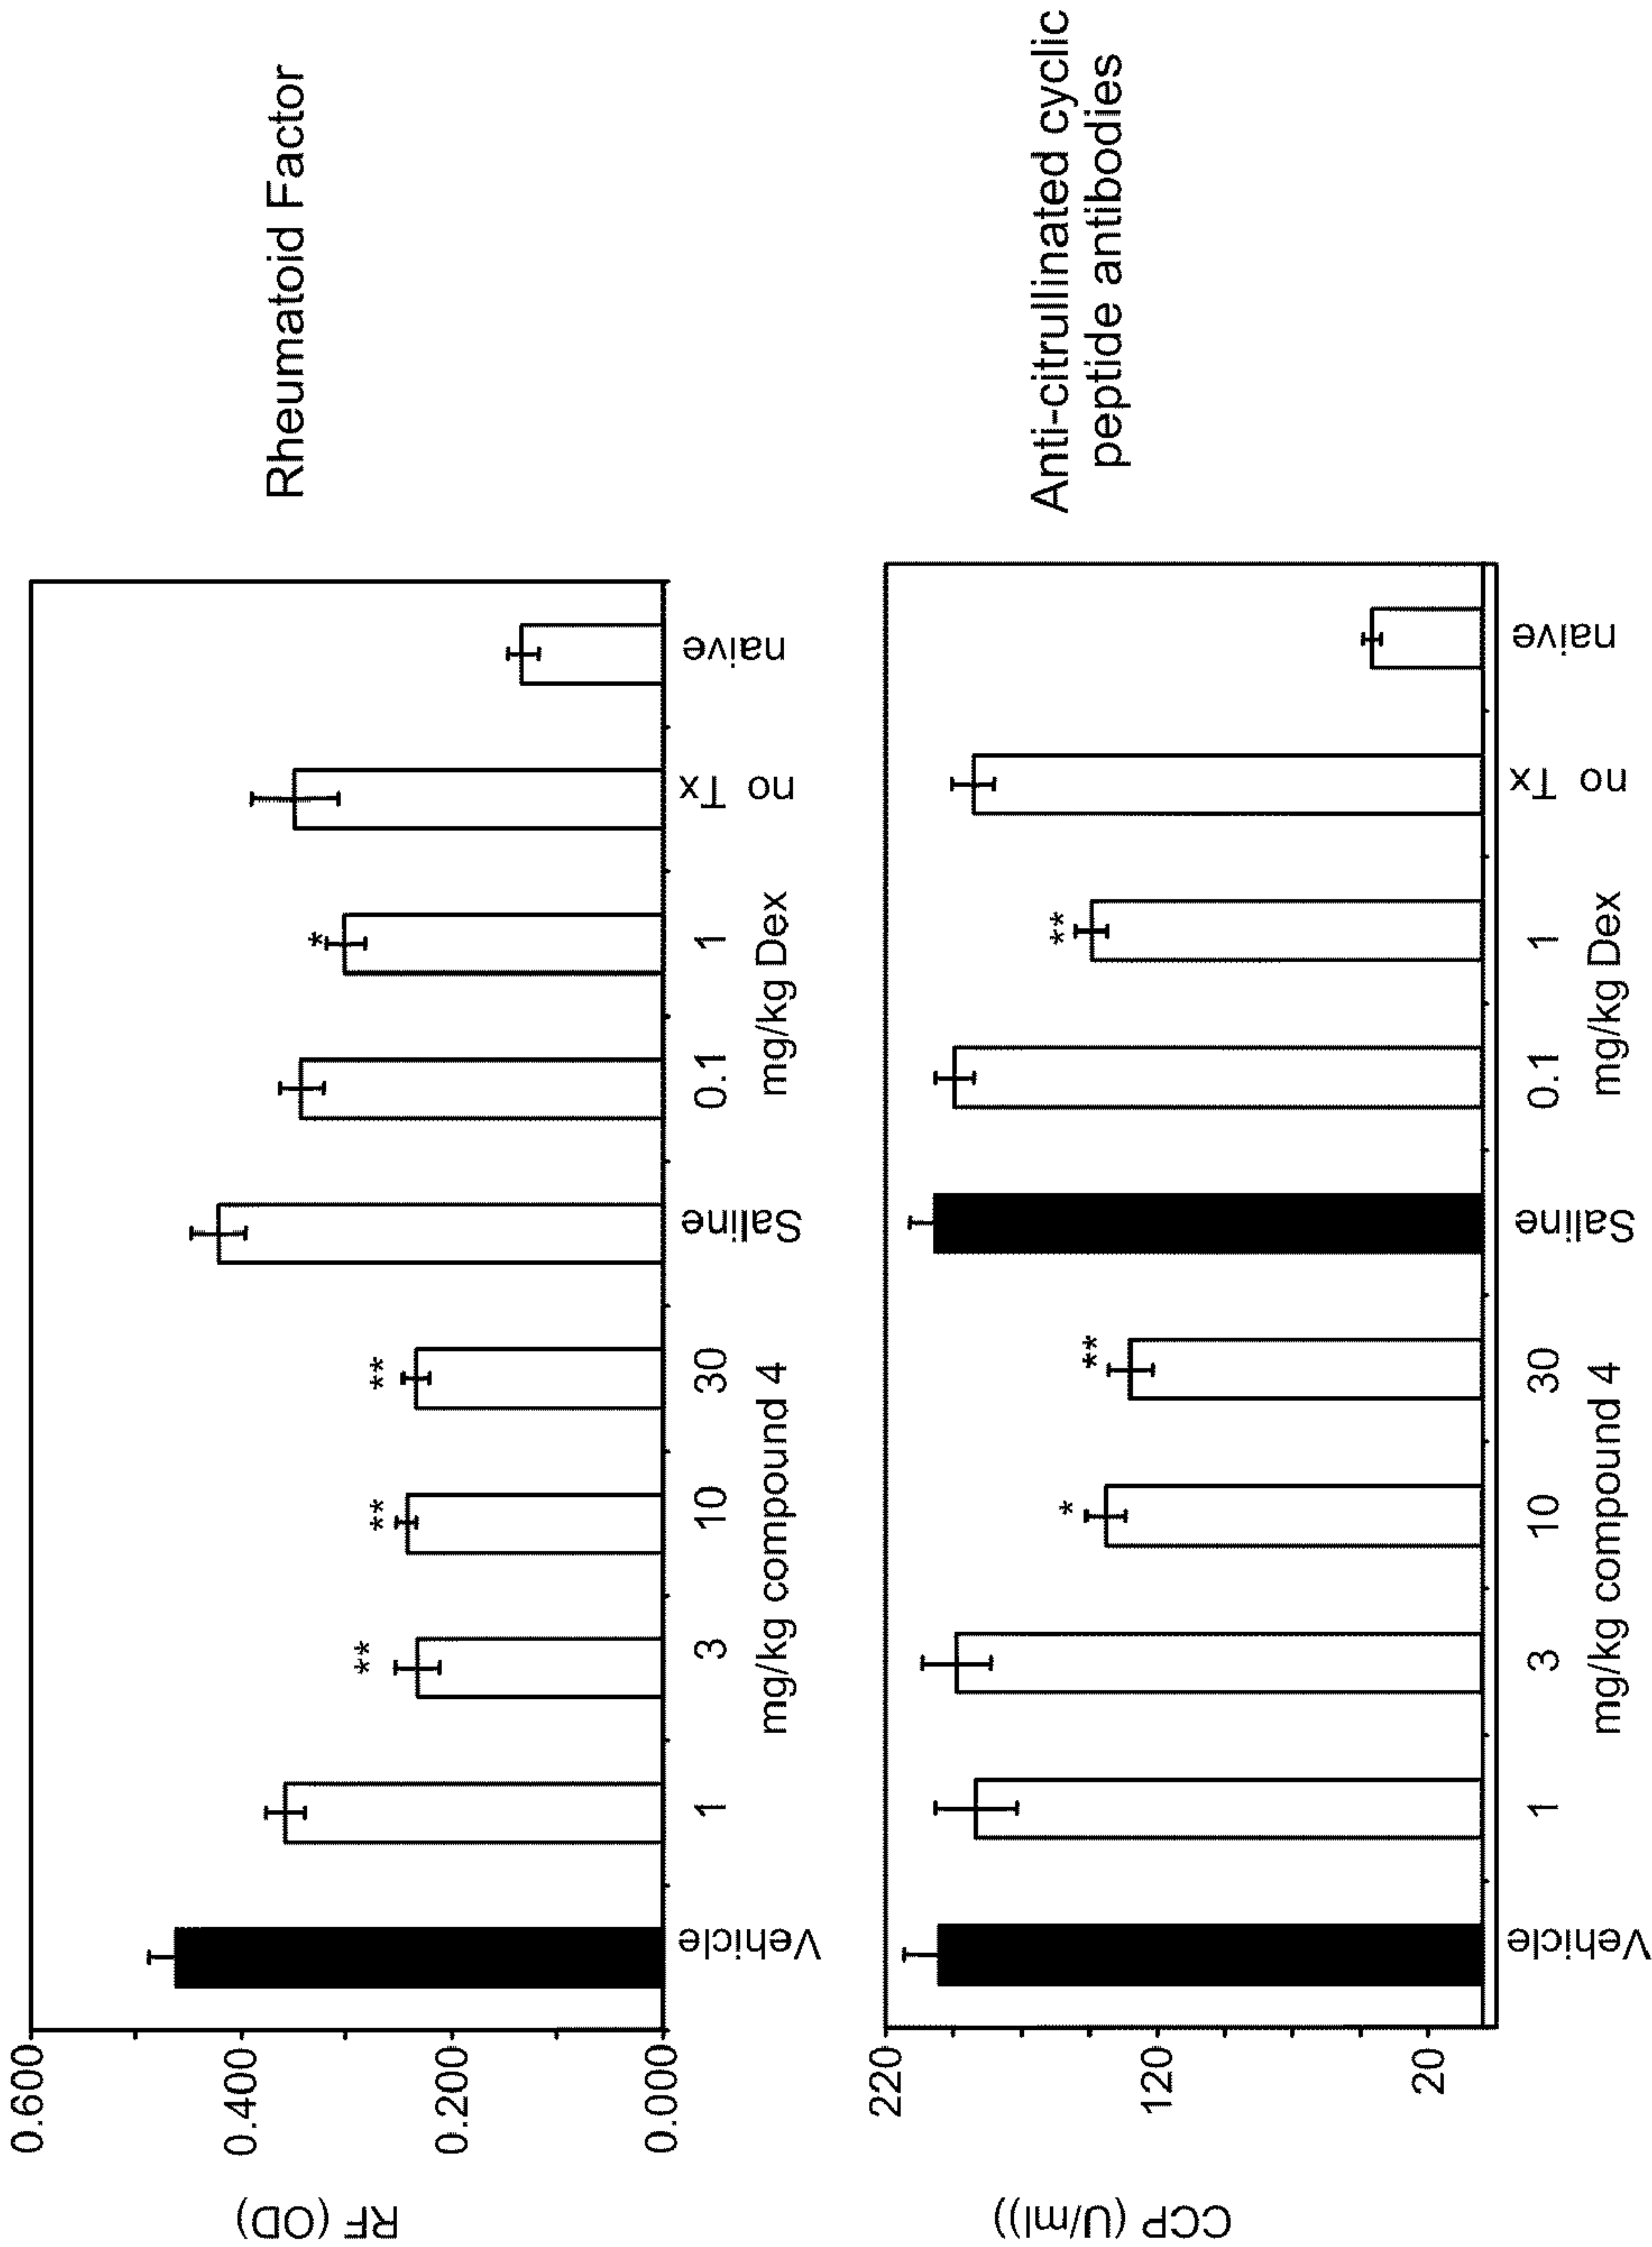 Rheumatoid Factor
RF (OD)
0.600
0.400
0.200
0.000
** ** ** *
Vehicle 1 3 10 30 Saline 0.1 1 no Tx naive
mg/kg compound 4 mg/kg Dex
Anti-citrullinated cyclic
peptide antibodies
CCP (U/ml))
220
120
20
* ** **
Vehicle 1 3 10 30 Saline 0.1 1 no Tx naive
mg/kg compound 4 mg/kg Dex